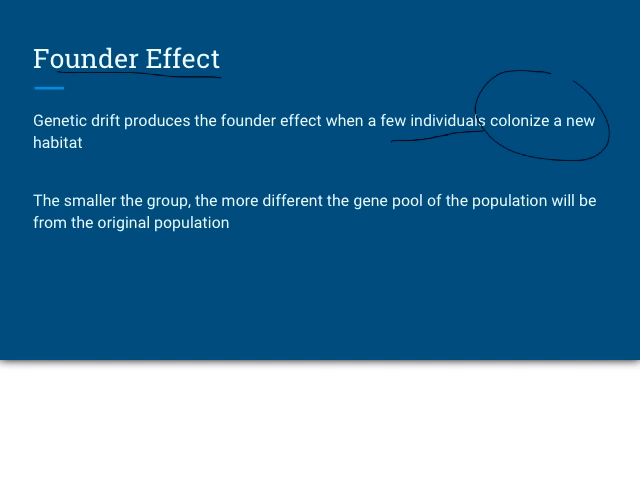 Founder Effect
Genetic drift produces the founder effect when a few individuals colonize a new
habitat
The smaller the group, the more different the gene pool of the population will be
from the original population